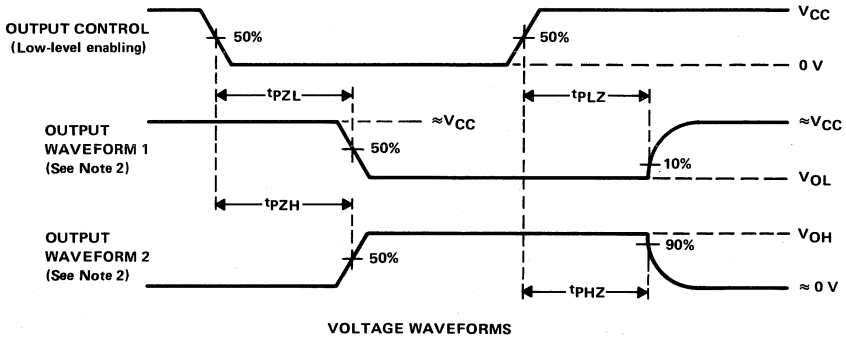 OUTPUT CONTROL
(Low-level enabling)
50%
50%
VCC
0 V
tPZL
tPLZ
OUTPUT
WAVEFORM 1
(See Note 2)
≈VCC
50%
10%
≈VCC
VOL
tPZH
OUTPUT
WAVEFORM 2
(See Note 2)
50%
90%
VOH
≈ 0 V
tPHZ
VOLTAGE WAVEFORMS